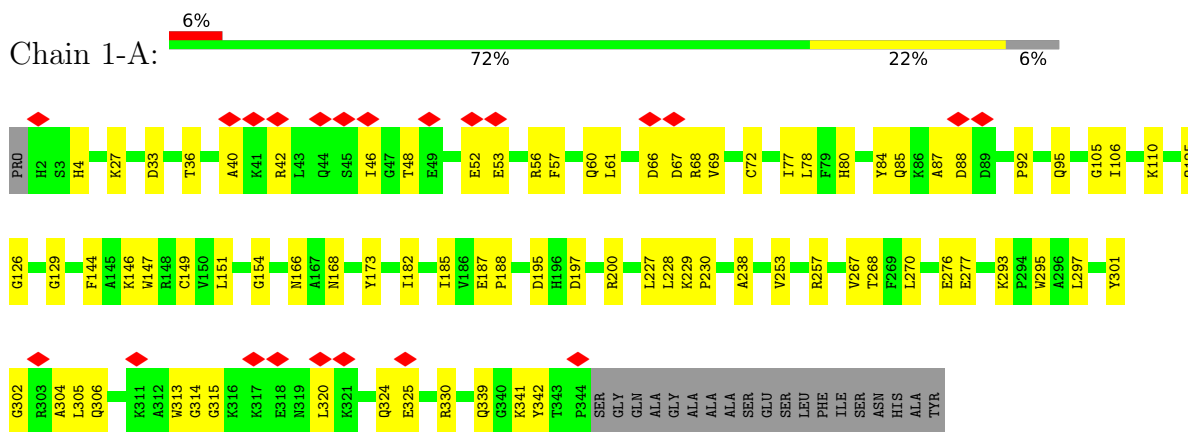 6%
Chain 1-A:
72% 22% 6%
PRO H2 S3 H4 K27 D33 T36 A40 K41 R42 L43 Q44 S45 I46 G47 T48 E49 E52 E53 R56 F57 Q60 L61 D66 D67 R68 V69 C72 I77 L78 F79 H80 Y84 Q85 K86 A87 D88 D89 P92 Q95 G105 I106 K110
G126 G129 F144 A145 K146 W147 R148 C149 V150 L151 G154 N166 A167 N168 Y173 I182 I185 V186 E187 P188 D195 H196 D197 R200 L227 L228 K229 P230 A238 V253 R257 V267 T268 F269 L270 E276 E277 K293 P294 W295 A296 L297 Y301
G302 R303 A304 L305 Q306 K311 A312 W313 G314 G315 K316 K317 E318 N319 L320 K321 Q324 E325 R330 Q339 G340 K341 Y342 T343 P344 SER GLY GLN ALA GLY ALA ALA ALA SER GLU SER LEU PHE ILE SER ASN HIS ALA TYR